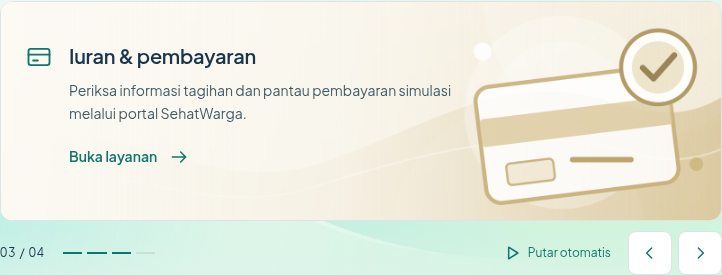 Iuran & pembayaran
Periksa informasi tagihan dan pantau pembayaran simulasi
melalui portal SehatWarga.
Buka layanan
03 / 04
Putar otomatis